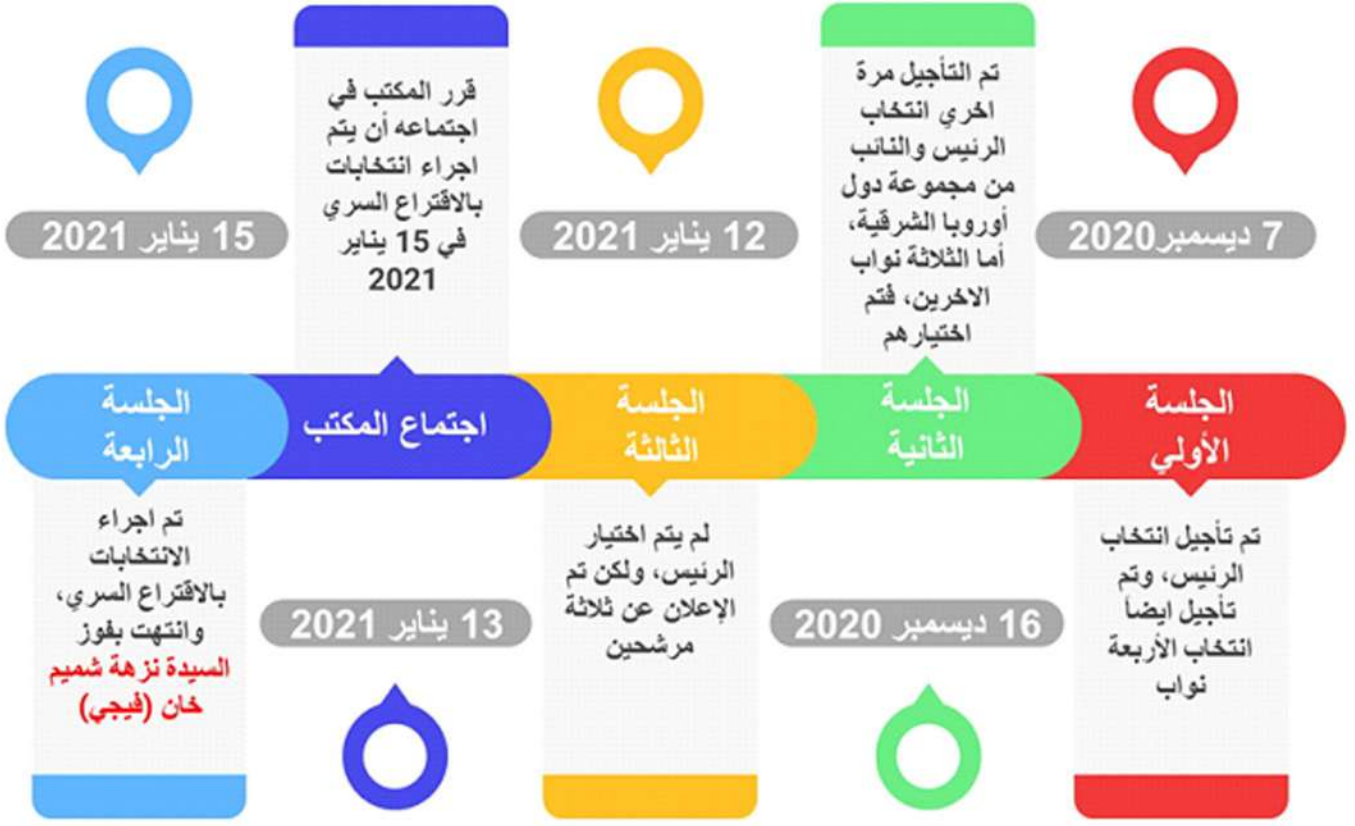 7 ديسمبر2020
الجلسة
الأولي
تم تأجيل انتخاب
الرئيس، وتم
تأجيل ايضاً
انتخاب الأربعة
نواب
تم التأجيل مرة
اخري انتخاب
الرئيس والنائب
من مجموعة دول
أوروبا الشرقية،
أما الثلاثة نواب
الاخرين، فتم
اختيارهم
الجلسة
الثانية
16 ديسمبر 2020
12 يناير 2021
الجلسة
الثالثة
لم يتم اختيار
الرئيس، ولكن تم
الإعلان عن ثلاثة
مرشحين
قرر المكتب في
اجتماعه أن يتم
اجراء انتخابات
بالاقتراع السري
في 15 يناير
2021
اجتماع المكتب
13 يناير 2021
15 يناير 2021
الجلسة
الرابعة
تم اجراء
الانتخابات
بالاقتراع السري،
وانتهت بفوز
السيدة نزهة شميم
خان (فيجي)